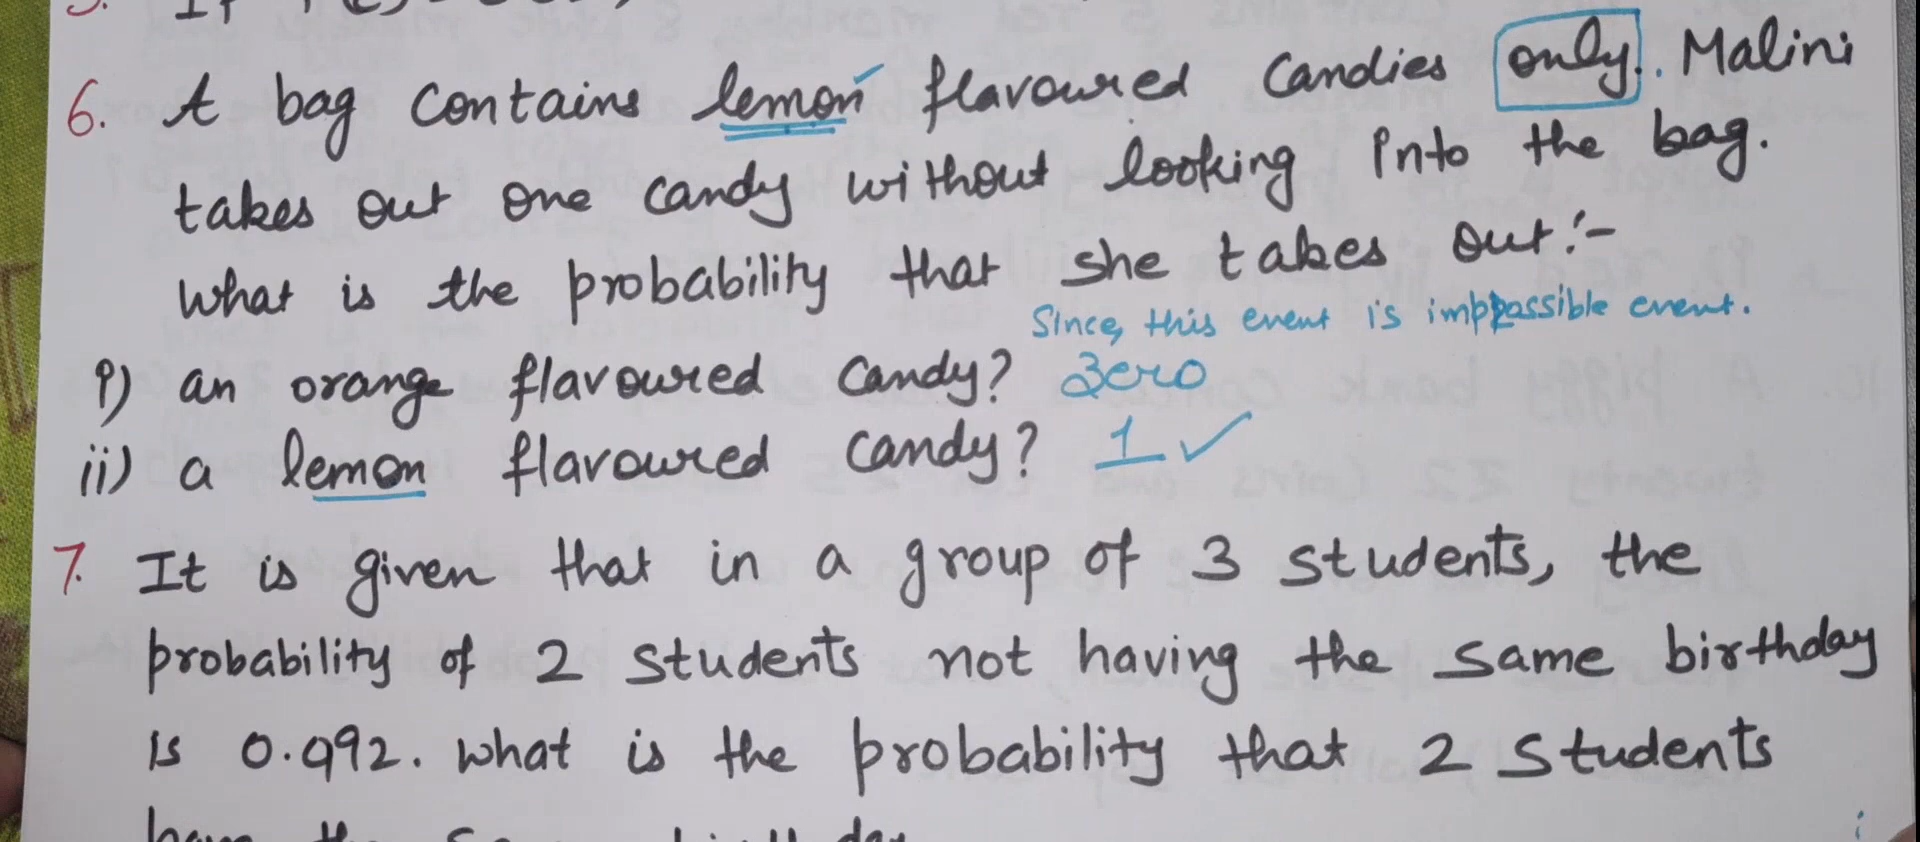 6. A bag contains lemon flavoured candies only. Malini
takes out one candy without looking into the bag.
What is the probability that she takes out:-
Since, this event is impossible event.
i) an orange flavoured candy? Zero
ii) a lemon flavoured candy? 1 ✓
7. It is given that in a group of 3 students, the
probability of 2 students not having the same birthday
is 0.992. What is the probability that 2 students